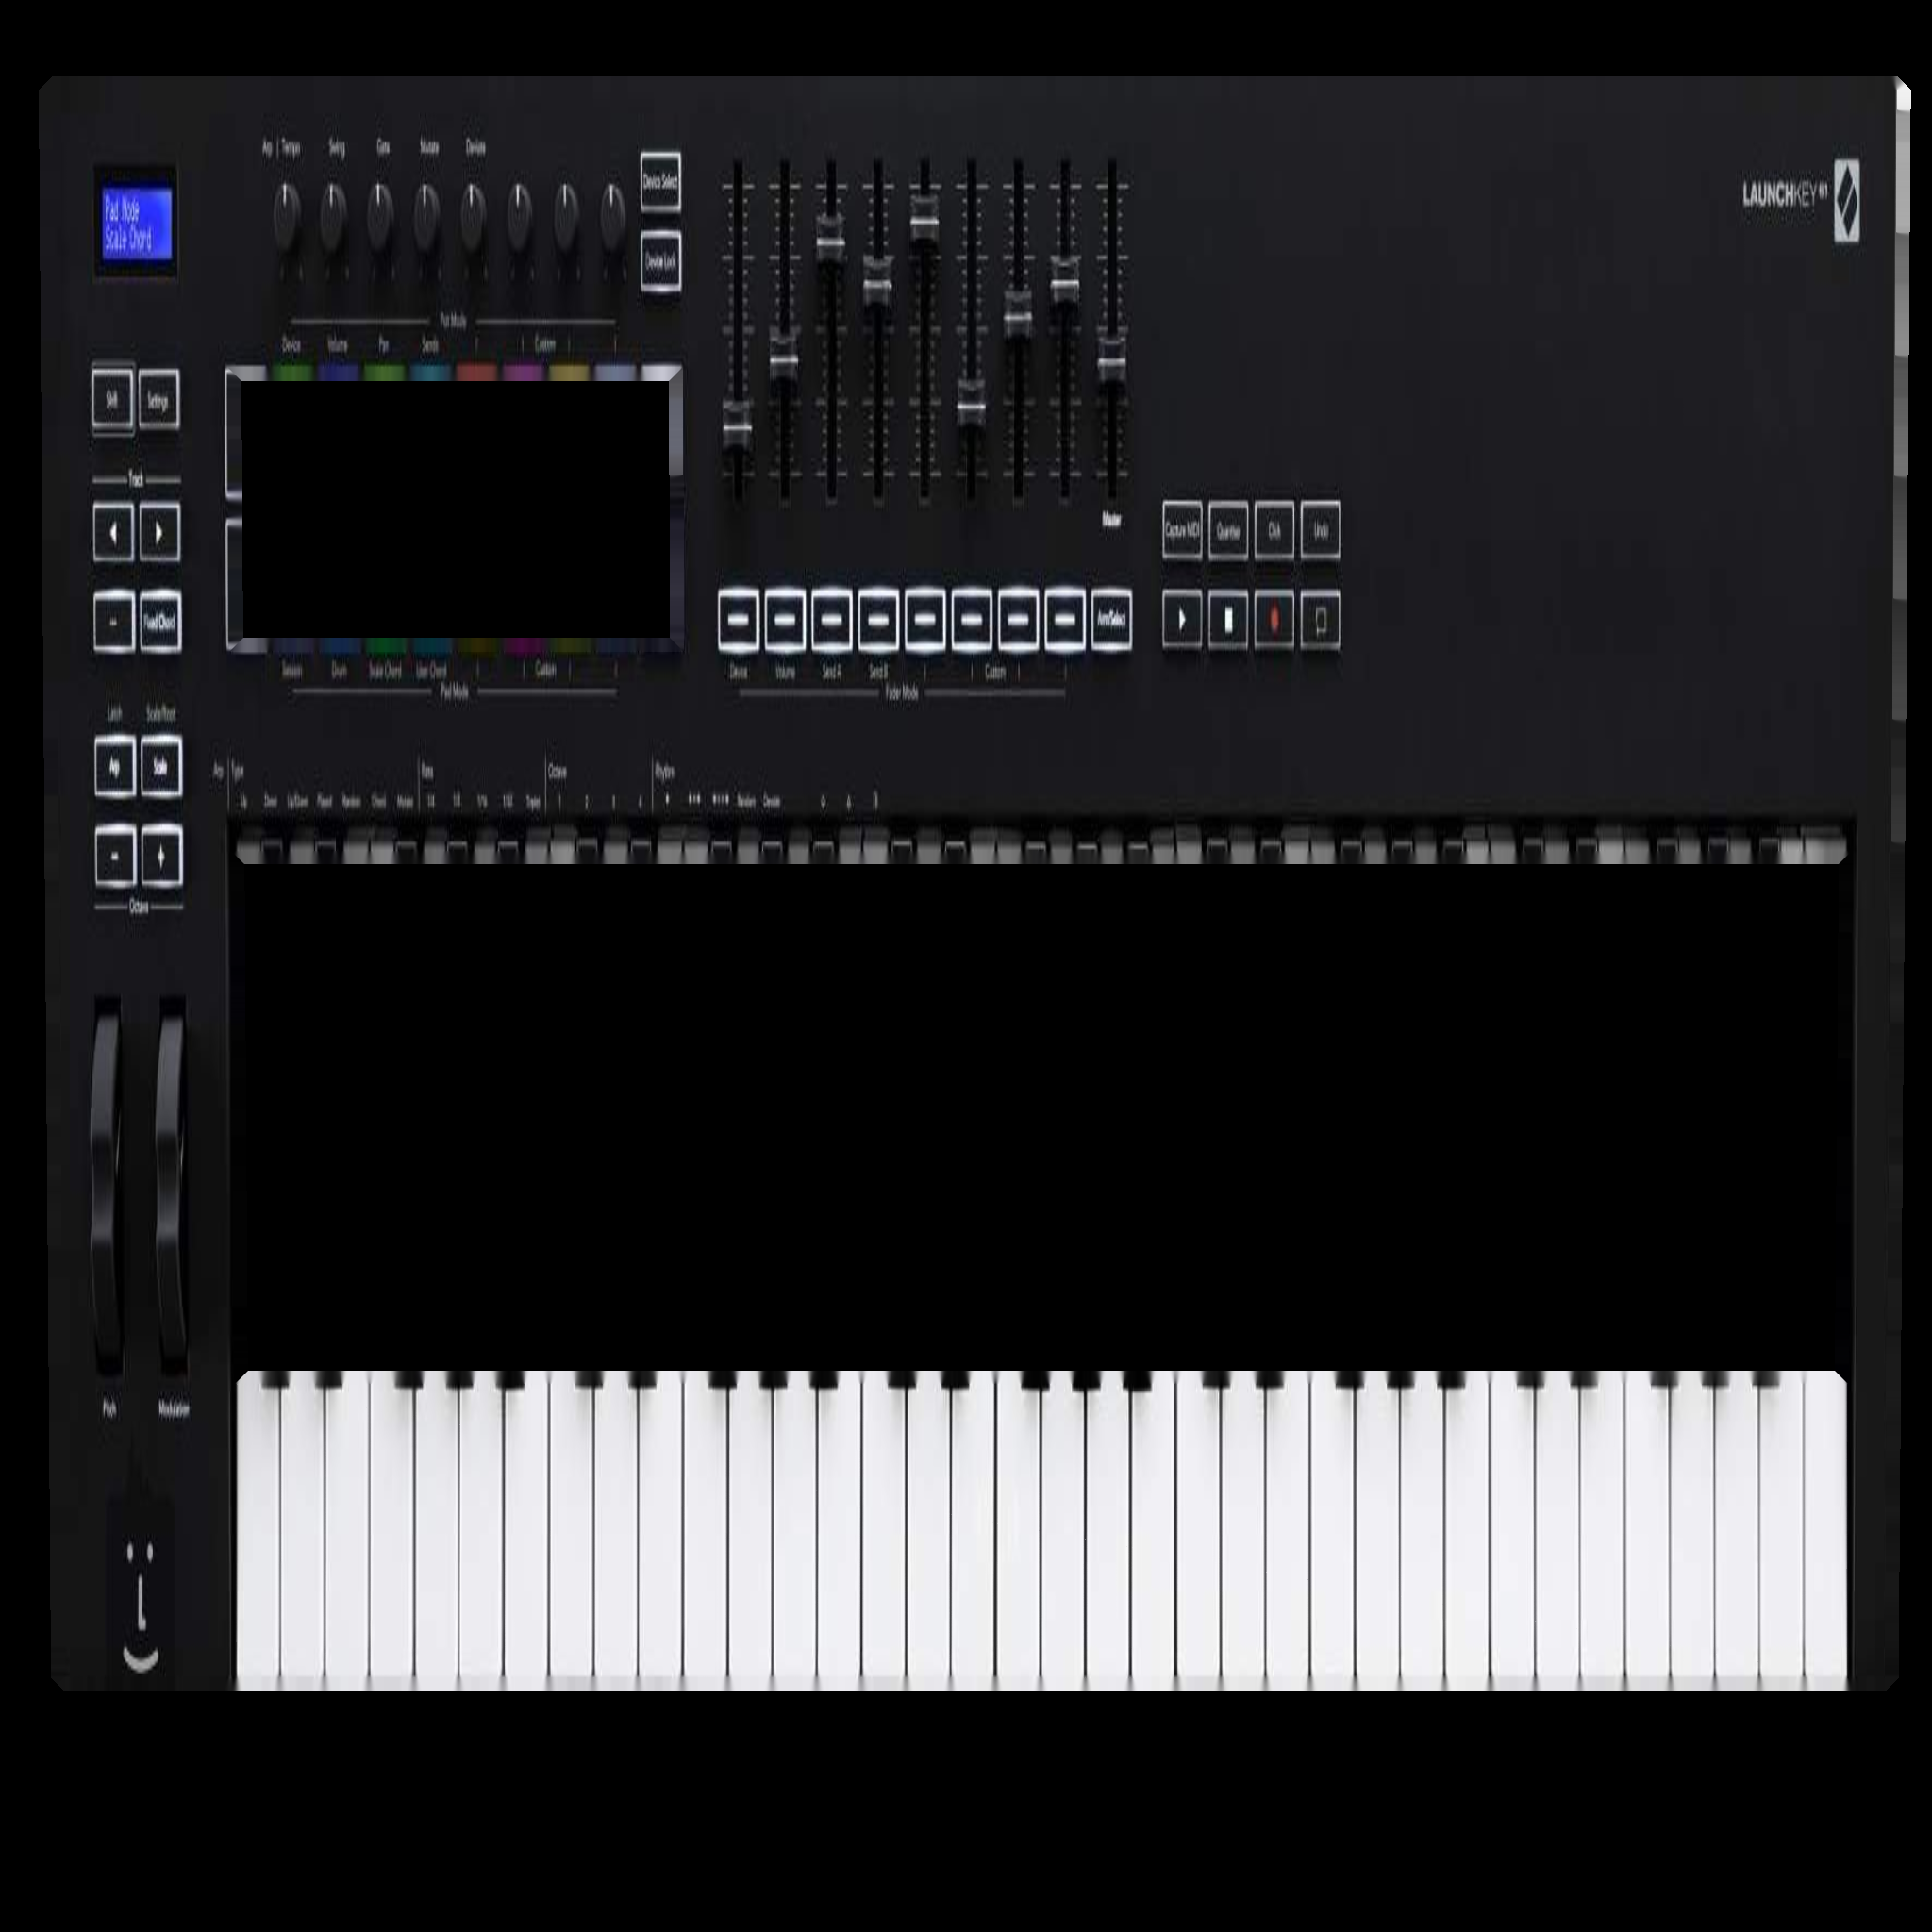 Arp | Tempo Swing Gate Mutate Deviate
Device Select
Pad Mode
Scale Chord
LAUNCHKEY 61
Device Lock
Pot Mode
Device Volume Pan Sends Custom
Shift Settings
Track
Master
Capture MIDI Quantise Click Undo
Fixed Chord
Arm/Select
Session Drum Scale Chord User Chord Custom
Pad Mode
Device Volume Send A Send B Custom
Fader Mode
Latch Scale/Root
Arp Scale
Arp Type Rate Octave Rhythm
Up Down Up/Down Played Random Chord Mutate 1/4 1/8 1/16 1/32 Triplet 1 2 3 4 Random Deviate
Octave
Pitch Modulation